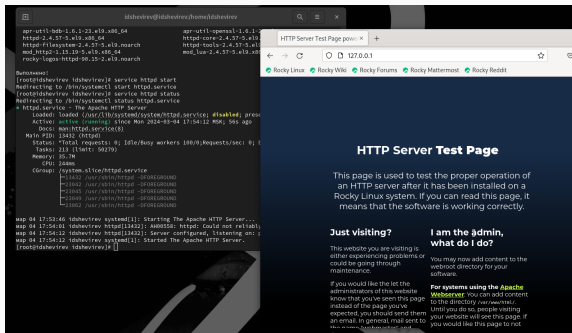 idshevirev@idshevirev:/home/idshevirev
apr-util-bdb-1.6.1-23.el9.x86_64 apr-util-openssl-1.6.1-2
httpd-2.4.57-5.el9.x86_64 httpd-core-2.4.57-5.el9.
httpd-filesystem-2.4.57-5.el9.noarch httpd-tools-2.4.57-5.el9
mod_http2-1.15.19-5.el9.x86_64 mod_lua-2.4.57-5.el9.x86
rocky-logos-httpd-90.15-2.el9.noarch
Выполнено!
[root@idshevirev idshevirev]# service httpd start
Redirecting to /bin/systemctl start httpd.service
[root@idshevirev idshevirev]# service httpd status
Redirecting to /bin/systemctl status httpd.service
● httpd.service - The Apache HTTP Server
Loaded: loaded (/usr/lib/systemd/system/httpd.service; disabled; prese
Active: active (running) since Mon 2024-03-04 17:54:12 MSK; 56s ago
Docs: man:httpd.service(8)
Main PID: 13432 (httpd)
Status: "Total requests: 0; Idle/Busy workers 100/0;Requests/sec: 0; B
Tasks: 213 (limit: 50279)
Memory: 35.7M
CPU: 244ms
CGroup: /system.slice/httpd.service
/usr/sbin/httpd -DFOREGROUND
/usr/sbin/httpd -DFOREGROUND
/usr/sbin/httpd -DFOREGROUND
/usr/sbin/httpd -DFOREGROUND
/usr/sbin/httpd -DFOREGROUND
мар 04 17:53:46 idshevirev systemd[1]: Starting The Apache HTTP Server...
мар 04 17:54:01 idshevirev httpd[13432]: AH00558: httpd: Could not reliabl
мар 04 17:54:12 idshevirev httpd[13432]: Server configured, listening on: p
мар 04 17:54:12 idshevirev systemd[1]: Started The Apache HTTP Server.
[root@idshevirev idshevirev]#
HTTP Server Test Page powe
127.0.0.1
Rocky Linux Rocky Wiki Rocky Forums Rocky Mattermost Rocky Reddit
HTTP Server Test Page
This page is used to test the proper operation of
an HTTP server after it has been installed on a
Rocky Linux system. If you can read this page, it
means that the software is working correctly.
Just visiting?
This website you are visiting is
either experiencing problems or
could be going through
maintenance.
If you would like the let the
administrators of this website
know that you've seen this page
instead of the page you've
expected, you should send them
an email. In general, mail sent to
the name "webmaster" and
I am the admin,
what do I do?
You may now add content to the
webroot directory for your
software.
For systems using the Apache
Webserver: You can add content
to the directory /var/www/html/.
Until you do so, people visiting
your website will see this page. If
you would like this page to not